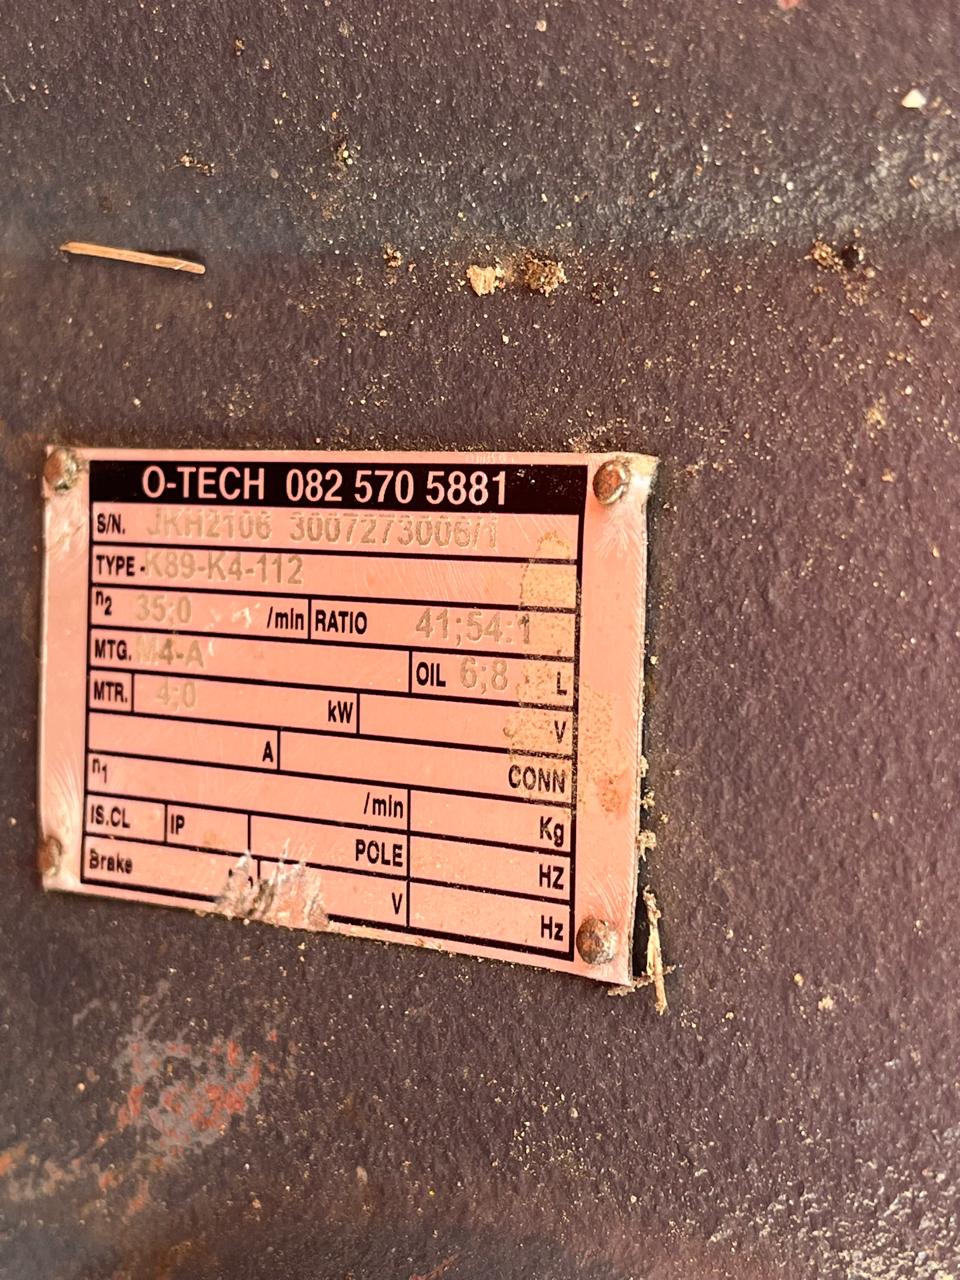 O-TECH 082 570 5881
S/N. JKH2106 3007273006/1
TYPE K89-K4-112
n2 35;0 /min RATIO 41;54:1
MTG. M4-A OIL 6;8 L
MTR. 4;0 kW V
A CONN
n1 /min Kg
IS.CL IP POLE HZ
Brake V Hz